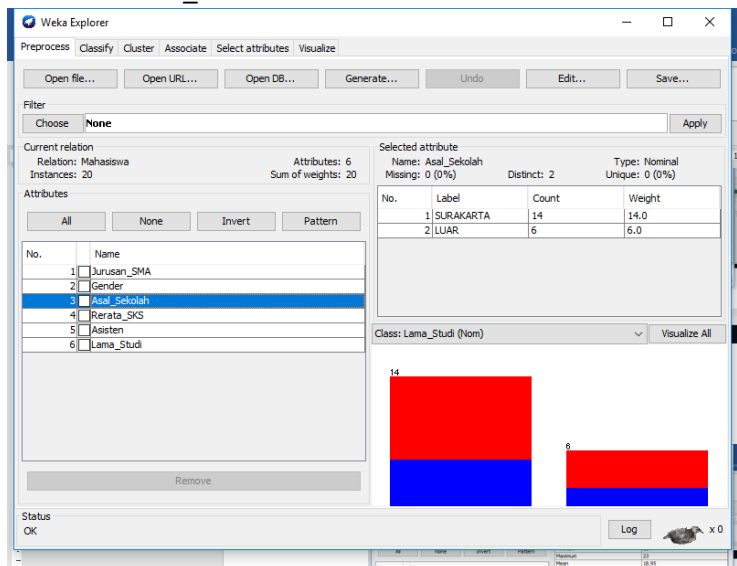 Weka Explorer
Preprocess Classify Cluster Associate Select attributes Visualize
Open file... Open URL... Open DB... Generate... Undo Edit... Save...
Filter
Choose None Apply
Current relation
Relation: Mahasiswa Attributes: 6
Instances: 20 Sum of weights: 20
Attributes
All None Invert Pattern
No. Name
1 Jurusan_SMA
2 Gender
3 Asal_Sekolah
4 Rerata_SKS
5 Asisten
6 Lama_Studi
Remove
Selected attribute
Name: Asal_Sekolah Type: Nominal
Missing: 0 (0%) Distinct: 2 Unique: 0 (0%)
No. Label Count Weight
1 SURAKARTA 14 14.0
2 LUAR 6 6.0
Class: Lama_Studi (Nom) Visualize All
14
6
Status
OK
Log x 0
All None Invert Pattern
Maximum 23
Mean 18.95